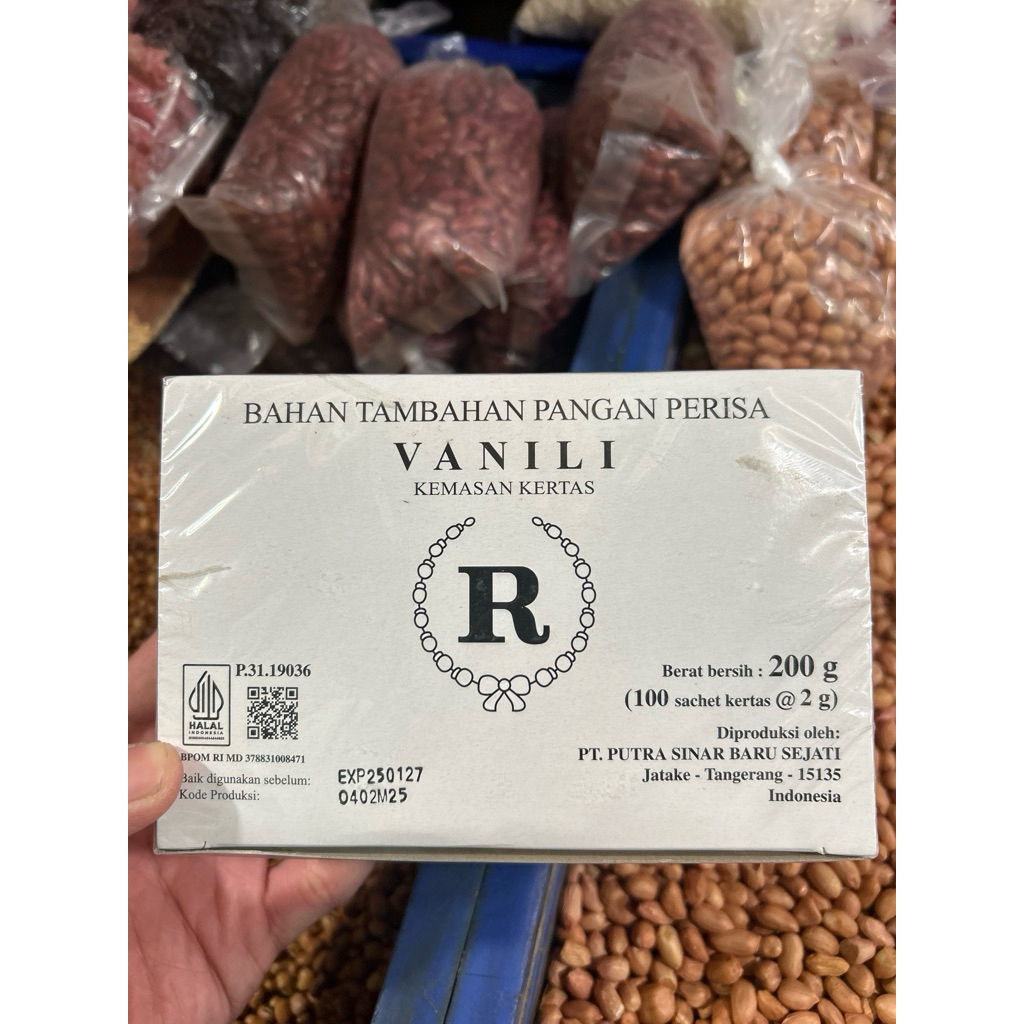 BAHAN TAMBAHAN PANGAN PERISA
VANILI
KEMASAN KERTAS
R
P.31.19036
HALAL
INDONESIA
BPOM RI MD 378831008471
Baik digunakan sebelum: EXP250127
Kode Produksi: 0402M25
Berat bersih : 200 g
(100 sachet kertas @ 2 g)
Diproduksi oleh:
PT. PUTRA SINAR BARU SEJATI
Jatake - Tangerang - 15135
Indonesia